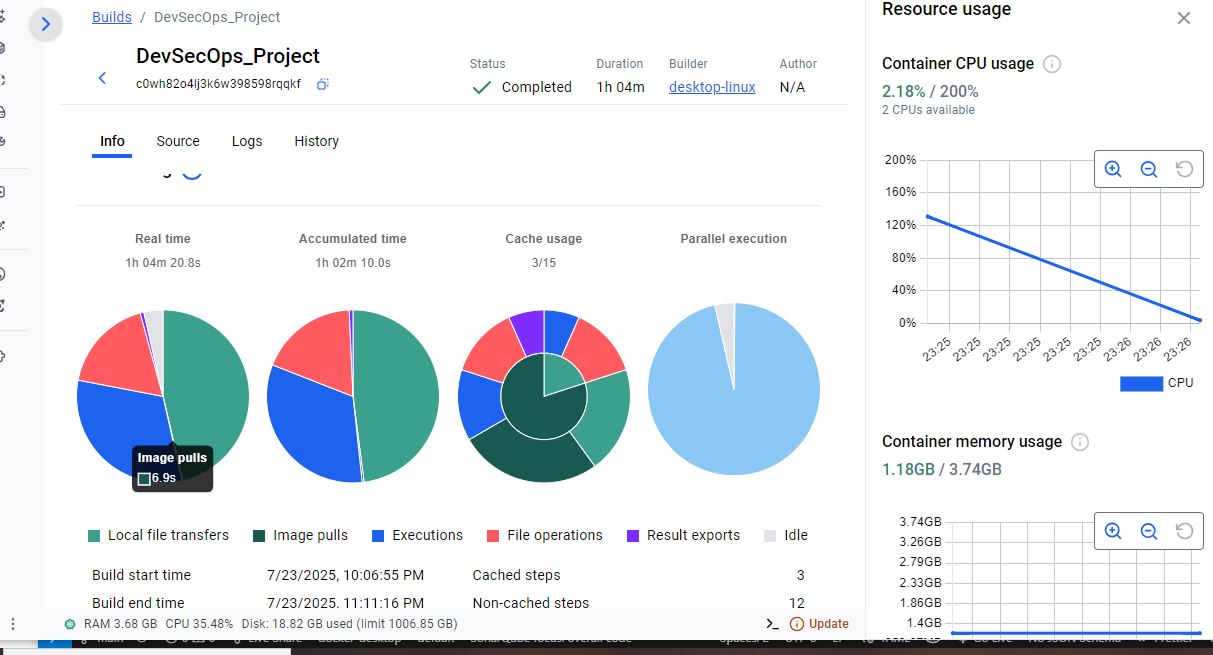 Builds / DevSecOps_Project
DevSecOps_Project
c0wh82o4lj3k6w398598rqqkf
Status
Completed
Duration
1h 04m
Builder
desktop-linux
Author
N/A
Info Source Logs History
Real time
1h 04m 20.8s
Accumulated time
1h 02m 10.0s
Cache usage
3/15
Parallel execution
Image pulls
6.9s
Local file transfers Image pulls Executions File operations Result exports Idle
Build start time 7/23/2025, 10:06:55 PM Cached steps 3
Build end time 7/23/2025, 11:11:16 PM Non-cached steps 12
Resource usage
Container CPU usage
2.18% / 200%
2 CPUs available
200%
160%
120%
80%
40%
0%
23:25 23:25 23:25 23:25 23:25 23:25 23:26 23:26 23:26
CPU
Container memory usage
1.18GB / 3.74GB
3.74GB
3.26GB
2.79GB
2.33GB
1.86GB
1.4GB
RAM 3.68 GB CPU 35.48% Disk: 18.82 GB used (limit 1006.85 GB)
>_ Update